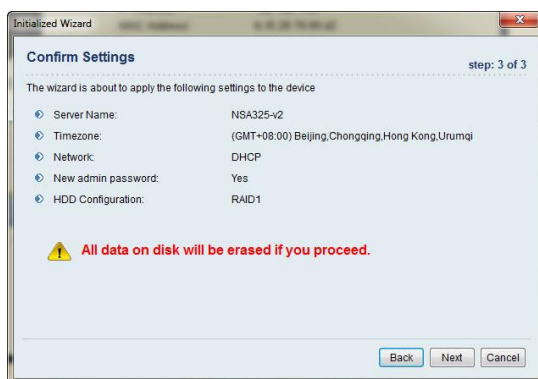 Initialized Wizard
Confirm Settings
step: 3 of 3
The wizard is about to apply the following settings to the device
Server Name: NSA325-v2
Timezone: (GMT+08:00) Beijing,Chongqing,Hong Kong,Urumqi
Network: DHCP
New admin password: Yes
HDD Configuration: RAID1
All data on disk will be erased if you proceed.
Back Next Cancel